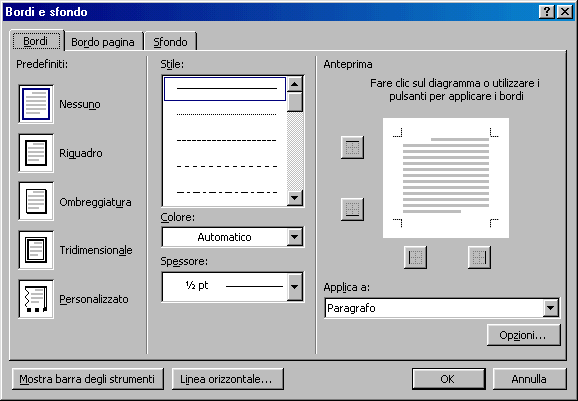 Bordi e sfondo
Bordi
Bordo pagina
Sfondo
Predefiniti:
Nessuno
Riquadro
Ombreggiatura
Tridimensionale
Personalizzato
Stile:
Colore:
Automatico
Spessore:
½ pt
Anteprima
Fare clic sul diagramma o utilizzare i
pulsanti per applicare i bordi
Applica a:
Paragrafo
Opzioni...
Mostra barra degli strumenti
Linea orizzontale...
OK
Annulla